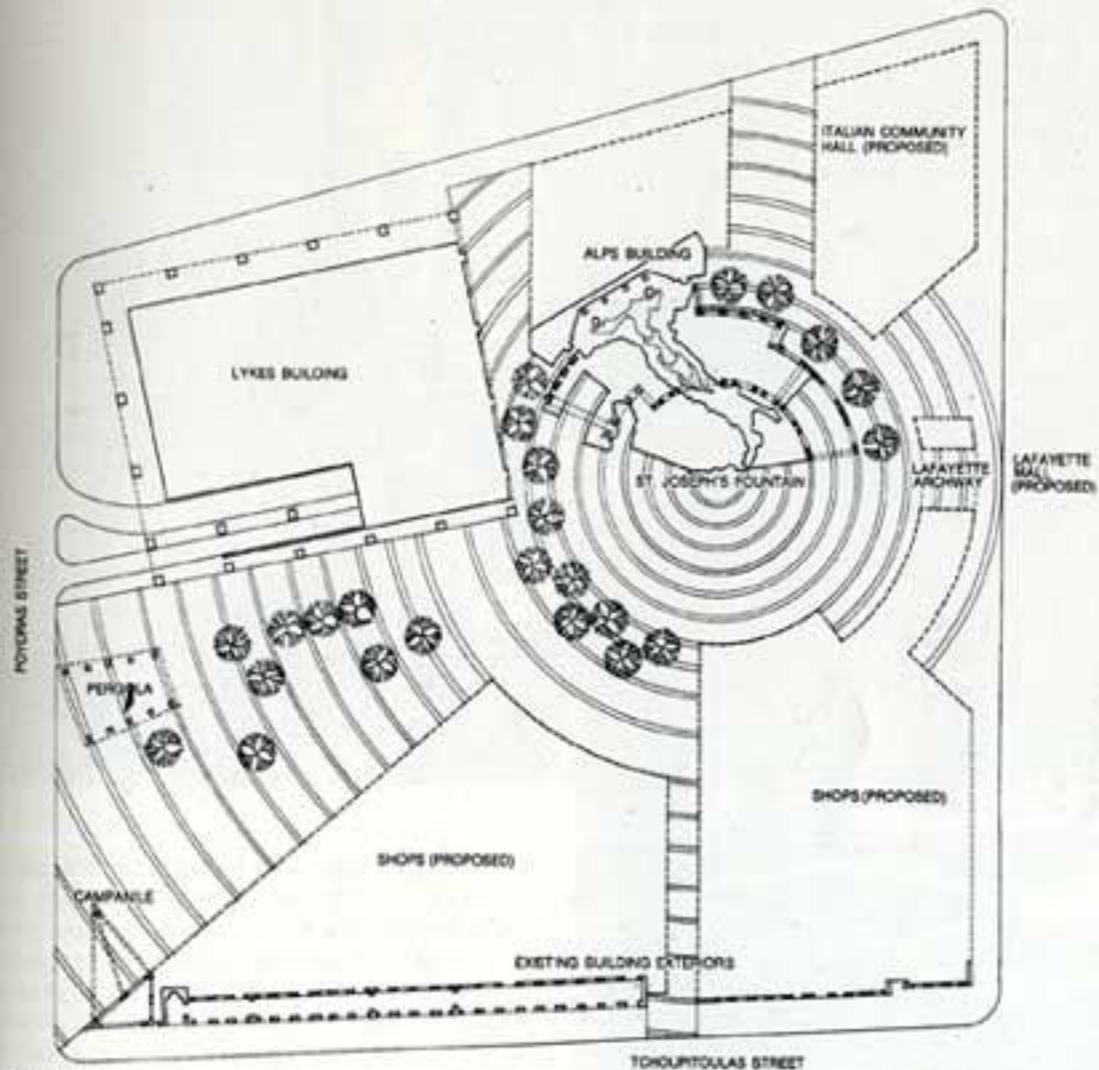 ITALIAN COMMUNITY
HALL (PROPOSED)
ALPS BUILDING
LYKES BUILDING
ST. JOSEPH'S FOUNTAIN
LAFAYETTE
ARCHWAY
LAFAYETTE
MALL
(PROPOSED)
POYDRAS STREET
PERGOLA
SHOPS (PROPOSED)
SHOPS (PROPOSED)
CAMPANILE
EXISTING BUILDING EXTERIORS
TCHOUPITOULAS STREET